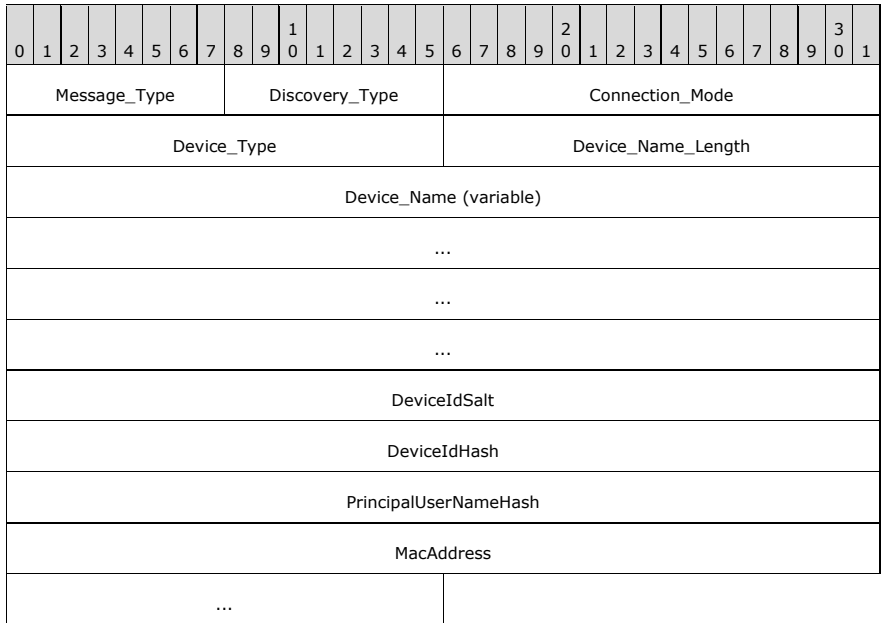 1 2 3
0 1 2 3 4 5 6 7 8 9 0 1 2 3 4 5 6 7 8 9 0 1 2 3 4 5 6 7 8 9 0 1
Message_Type Discovery_Type Connection_Mode
Device_Type Device_Name_Length
Device_Name (variable)
...
...
...
DeviceIdSalt
DeviceIdHash
PrincipalUserNameHash
MacAddress
...